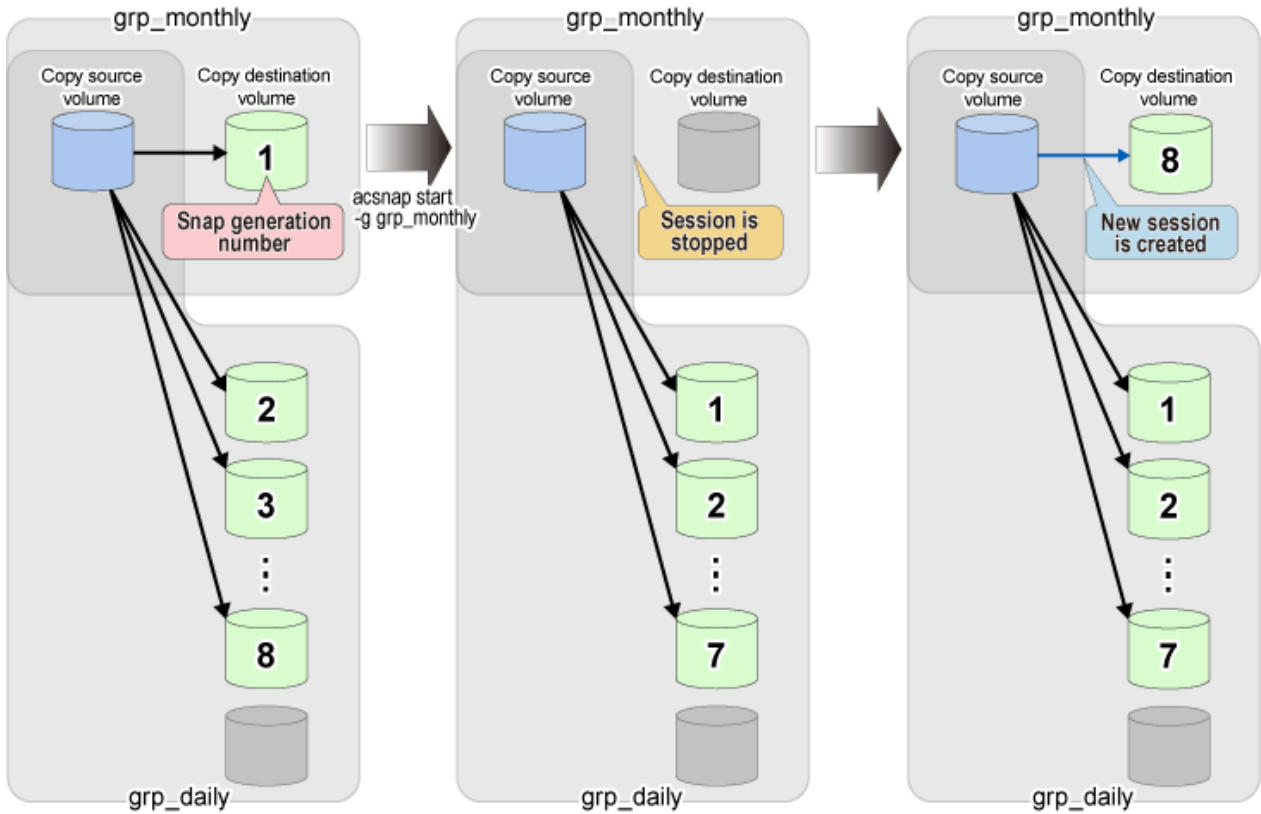 grp_monthly
Copy source
volume
Copy destination
volume
1
Snap generation
number
2
3
⋮
8
grp_daily
acsnap start
-g grp_monthly
grp_monthly
Copy source
volume
Copy destination
volume
Session is
stopped
1
2
⋮
7
grp_daily
grp_monthly
Copy source
volume
Copy destination
volume
8
New session
is created
1
2
⋮
7
grp_daily